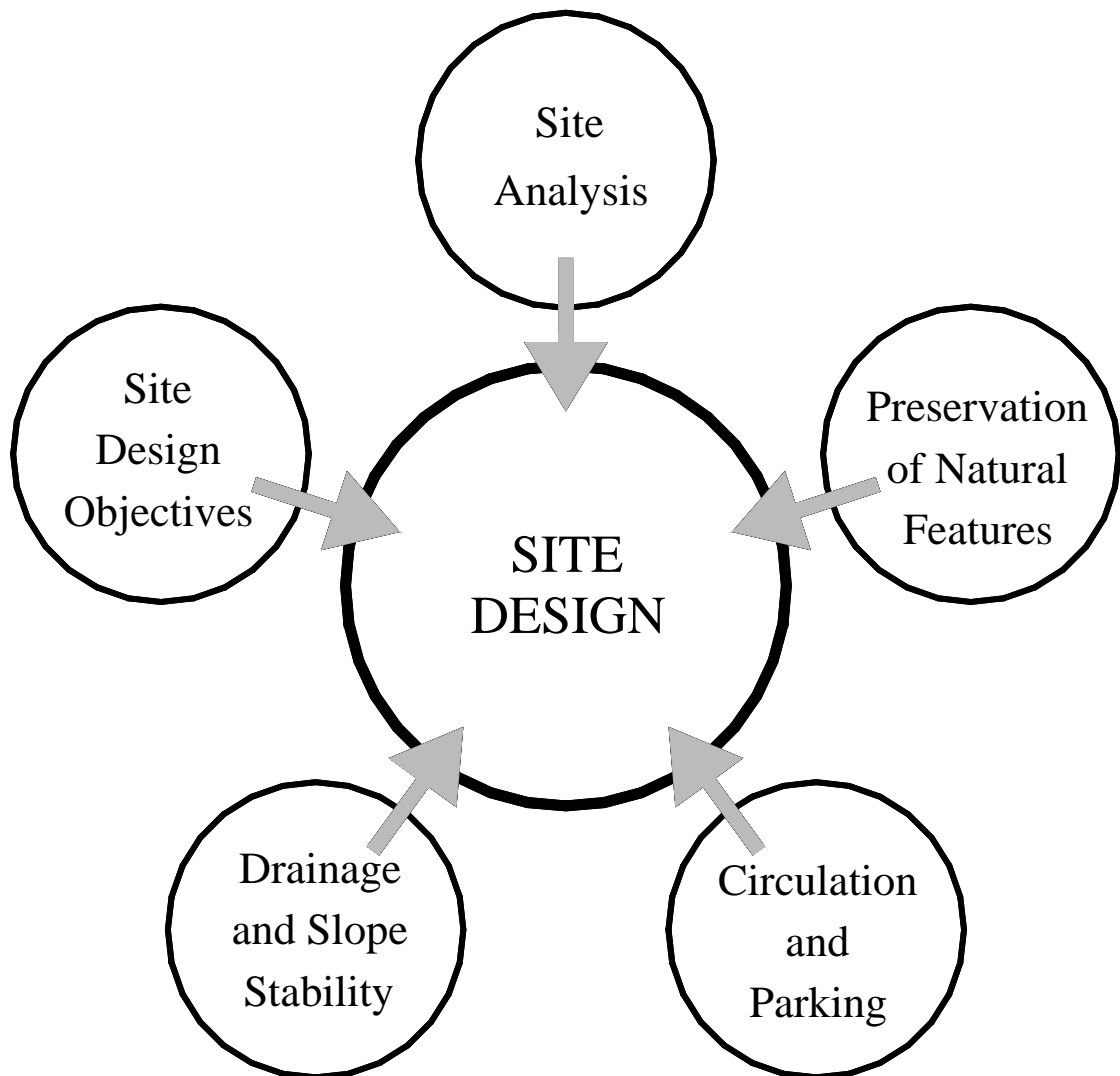 Site
Analysis
Site
Design
Objectives
Preservation
of Natural
Features
SITE
DESIGN
Drainage
and Slope
Stability
Circulation
and
Parking